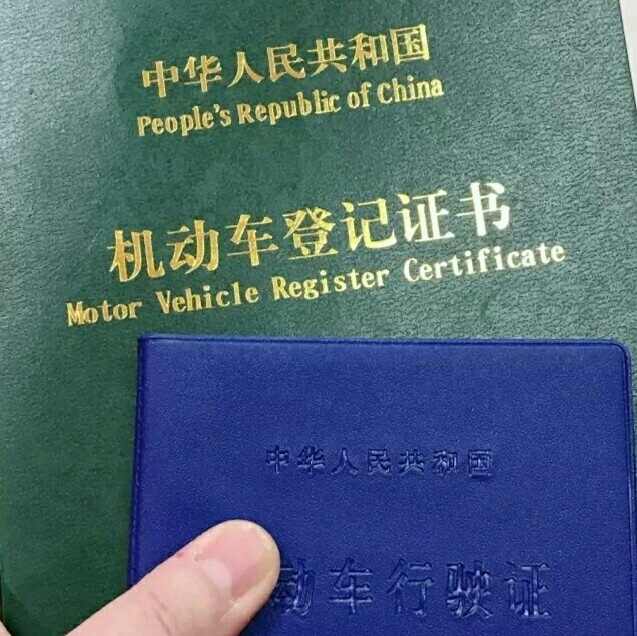 中华人民共和国
People's Republic of China
机动车登记证书
Motor Vehicle Register Certificate
中华人民共和国
动车行驶证